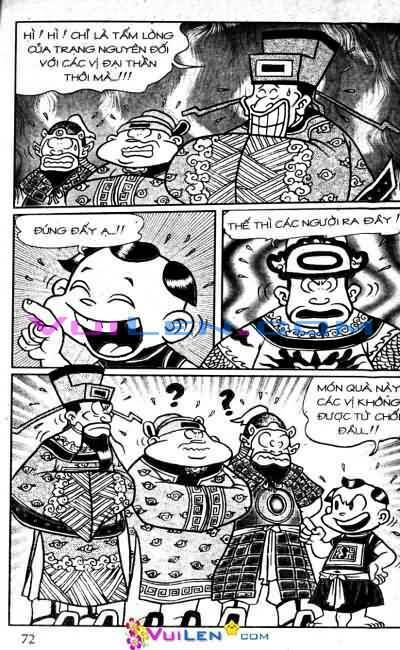 HÌ! HÌ! CHỈ LÀ TẤM LÒNG
CỦA TRẠNG NGUYÊN ĐỐI
VỚI CÁC VỊ ĐẠI THẦN
THÔI MÀ...!!!
ĐÚNG ĐẤY Ạ...!!
THẾ THÌ CÁC NGƯƠI RA ĐÂY!
VuiLen.com
?
?
MÓN QUÀ NÀY
CÁC VỊ KHÔNG
ĐƯỢC TỪ CHỐI
ĐÂU...!!
72
VuiLen.com